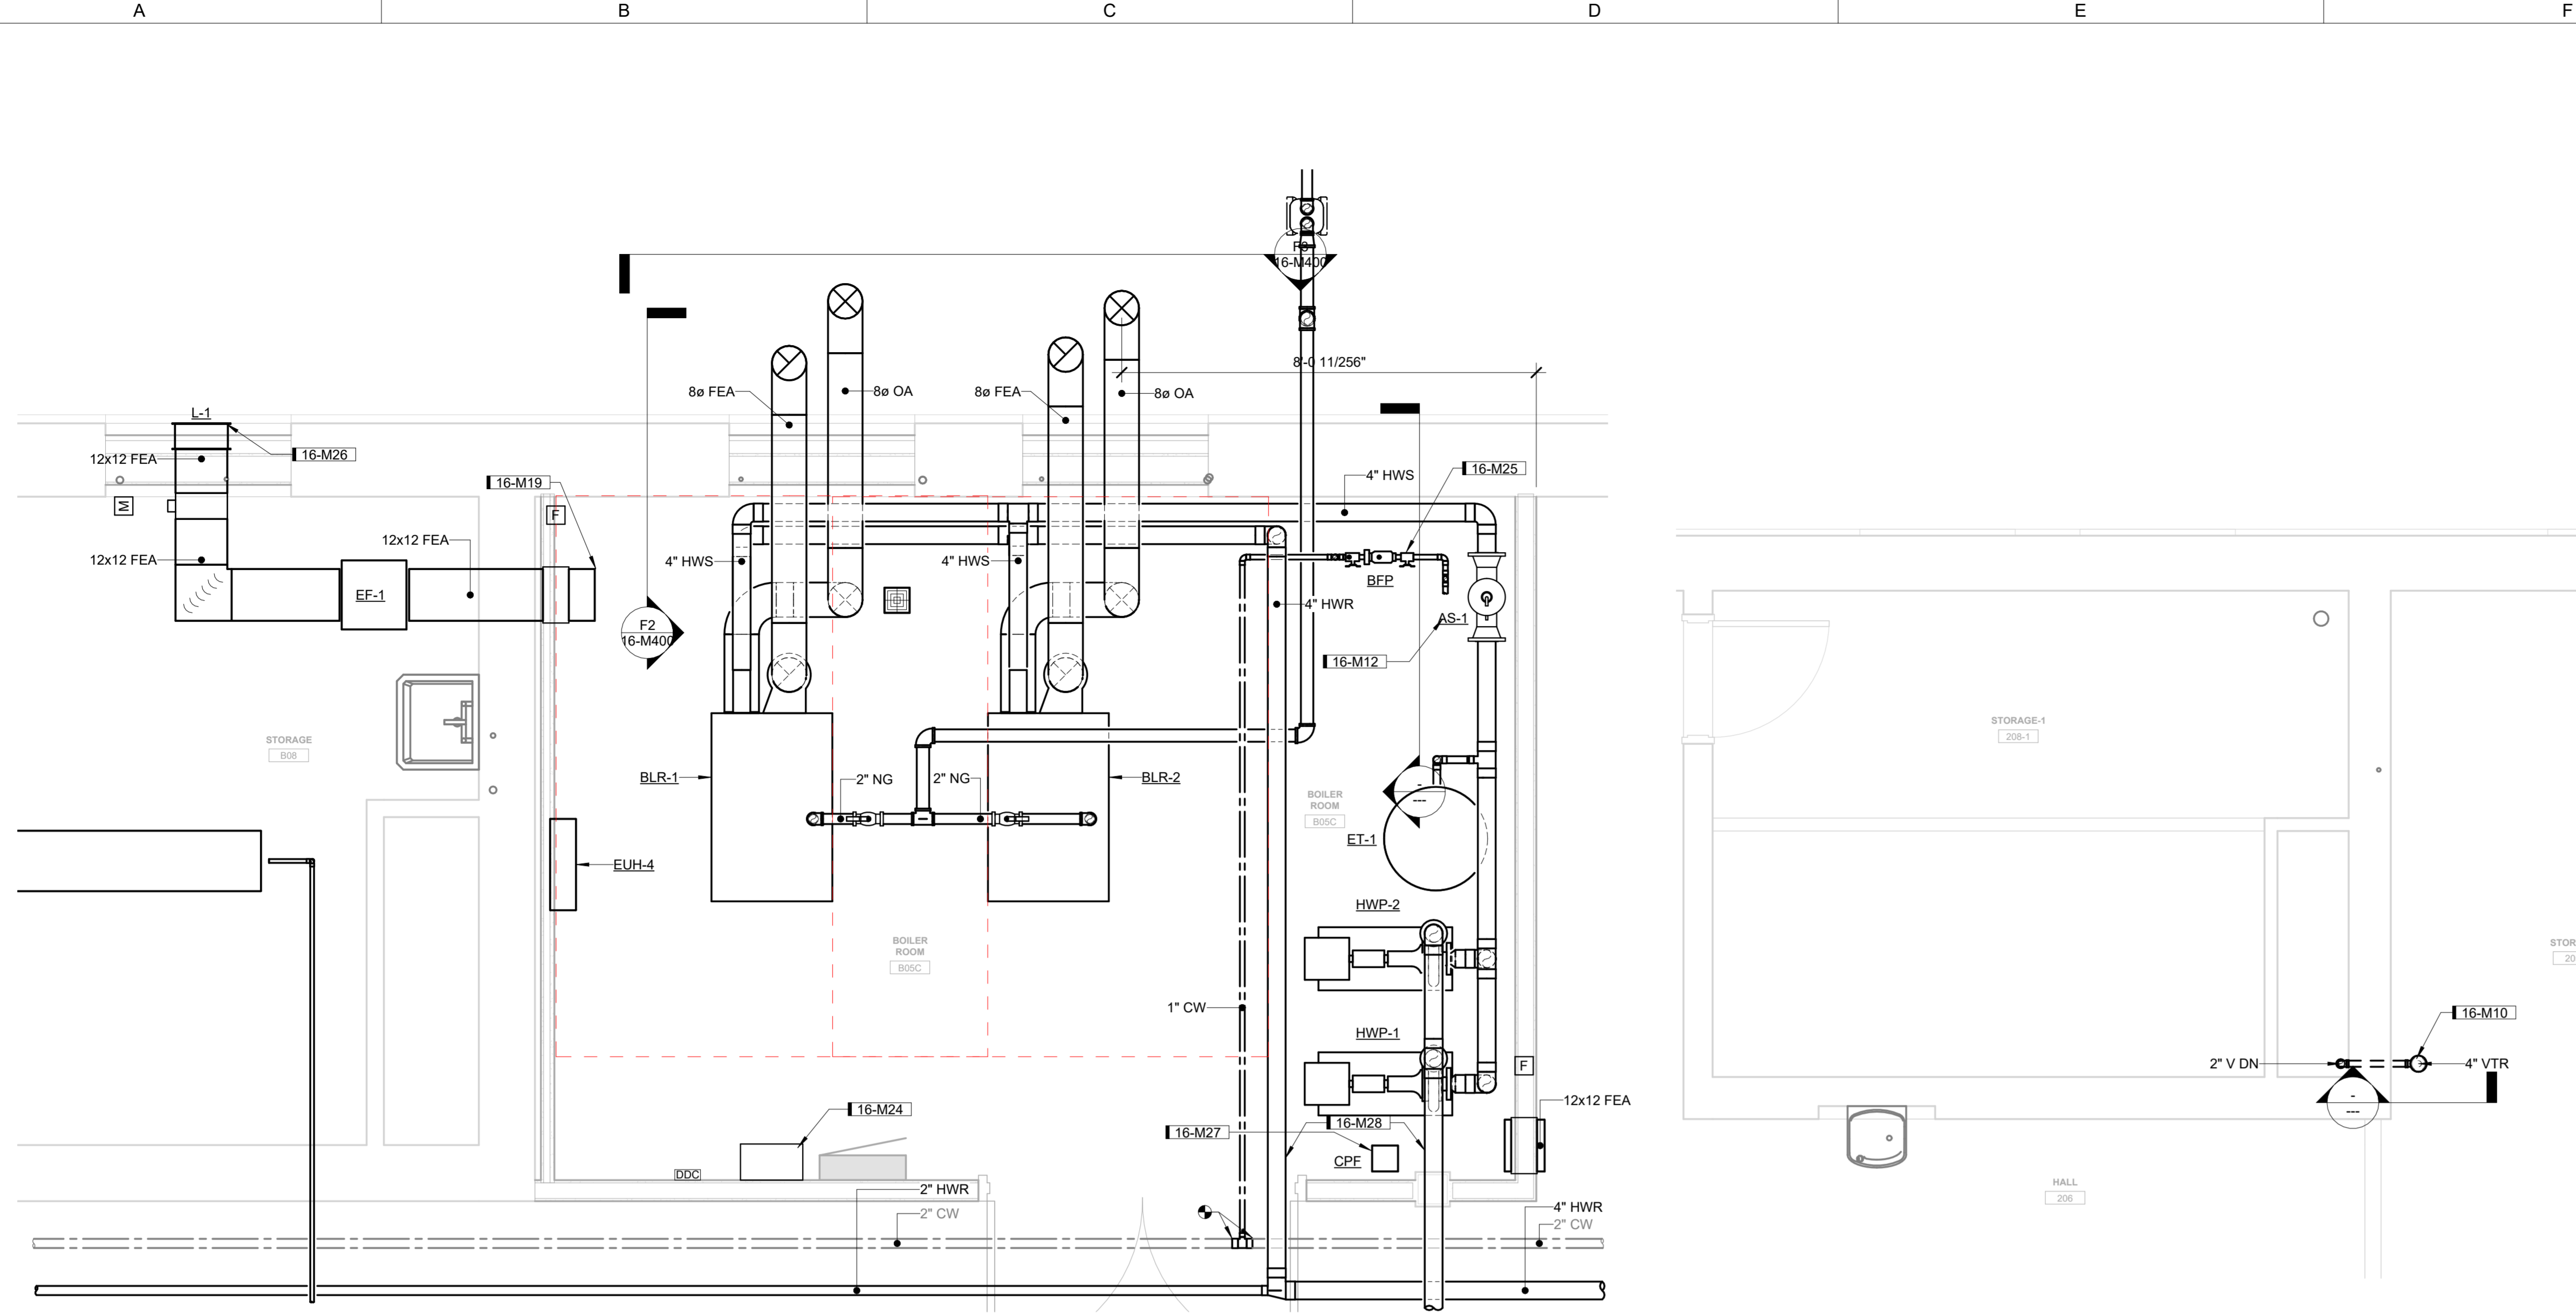 A
B
C
D
E
F
F3
16-M400
8'-0 11/256"
8ø FEA
8ø OA
8ø FEA
8ø OA
L-1
12x12 FEA
16-M26
16-M19
4" HWS
16-M25
M
F
12x12 FEA
12x12 FEA
4" HWS
4" HWS
BFP
EF-1
4" HWR
F2
16-M400
AS-1
16-M12
STORAGE
B08
STORAGE-1
208-1
BLR-1
2" NG
2" NG
BLR-2
BOILER
ROOM
B05C
-
---
ET-1
EUH-4
HWP-2
BOILER
ROOM
B05C
STOR
20
1" CW
HWP-1
16-M10
F
2" V DN
4" VTR
12x12 FEA
16-M24
-
---
16-M27
16-M28
CPF
DDC
2" HWR
HALL
206
2" CW
4" HWR
2" CW